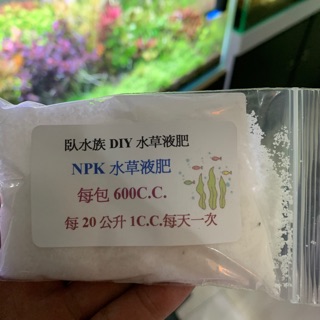 臥水族 DIY 水草液肥
NPK 水草液肥
每包 600C.C.
每 20 公升 1C.C.每天一次